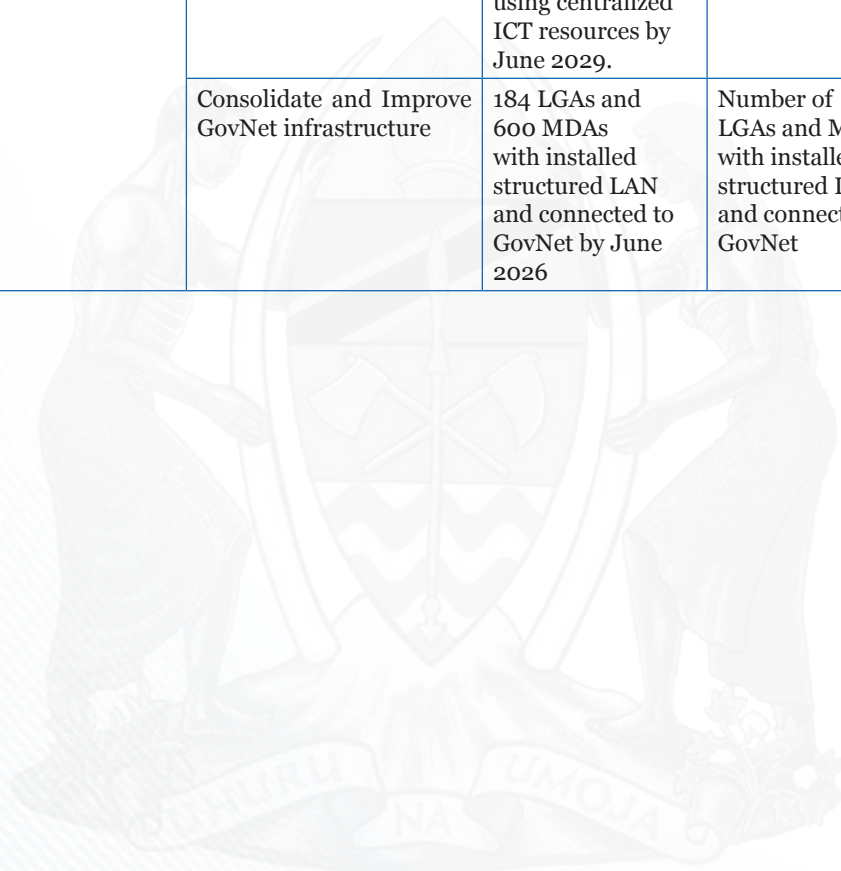 using centralized
ICT resources by
June 2029.
Consolidate and Improve
GovNet infrastructure
184 LGAs and
600 MDAs
with installed
structured LAN
and connected to
GovNet by June
2026
Number of
LGAs and
with
structured
and
GovNet
UHURU NA UMOJA